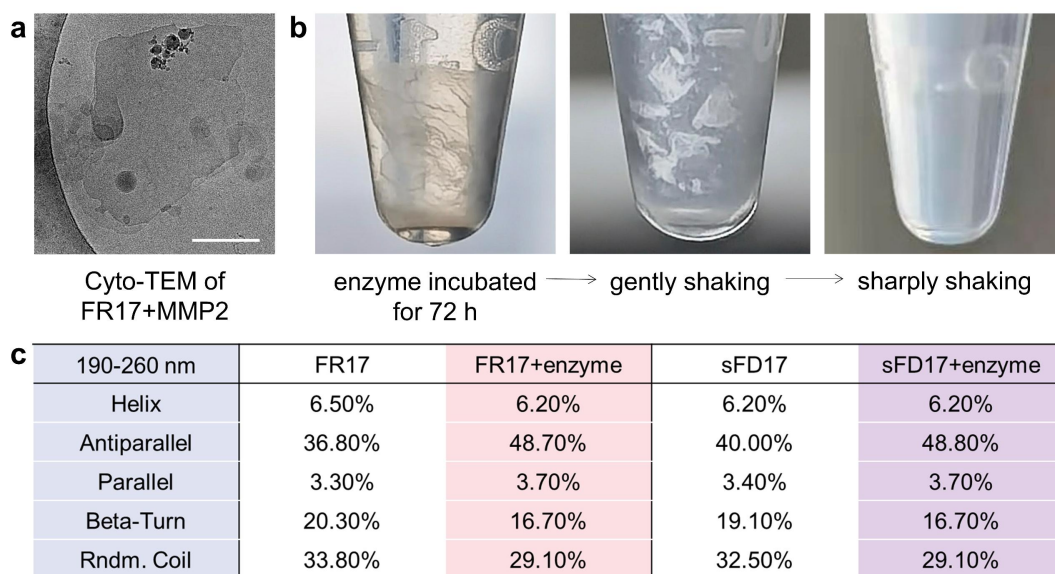 a
b
Cyto-TEM of
FR17+MMP2
enzyme incubated
for 72 h
gently shaking
sharply shaking
c
190-260 nm FR17 FR17+enzyme sFD17 sFD17+enzyme
Helix 6.50% 6.20% 6.20% 6.20%
Antiparallel 36.80% 48.70% 40.00% 48.80%
Parallel 3.30% 3.70% 3.40% 3.70%
Beta-Turn 20.30% 16.70% 19.10% 16.70%
Rndm. Coil 33.80% 29.10% 32.50% 29.10%